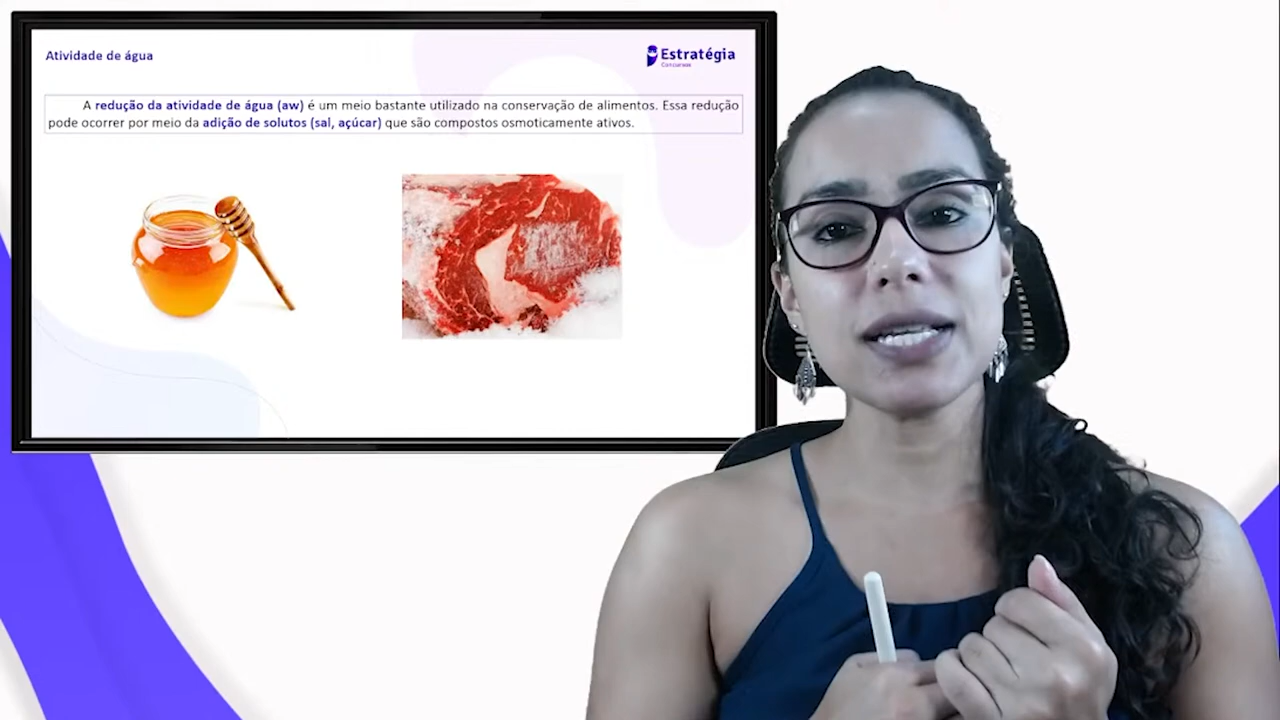 Atividade de água
Estratégia
Concursos
A redução da atividade de água (aw) é um meio bastante utilizado na conservação de alimentos. Essa redução
pode ocorrer por meio da adição de solutos (sal, açúcar) que são compostos osmoticamente ativos.